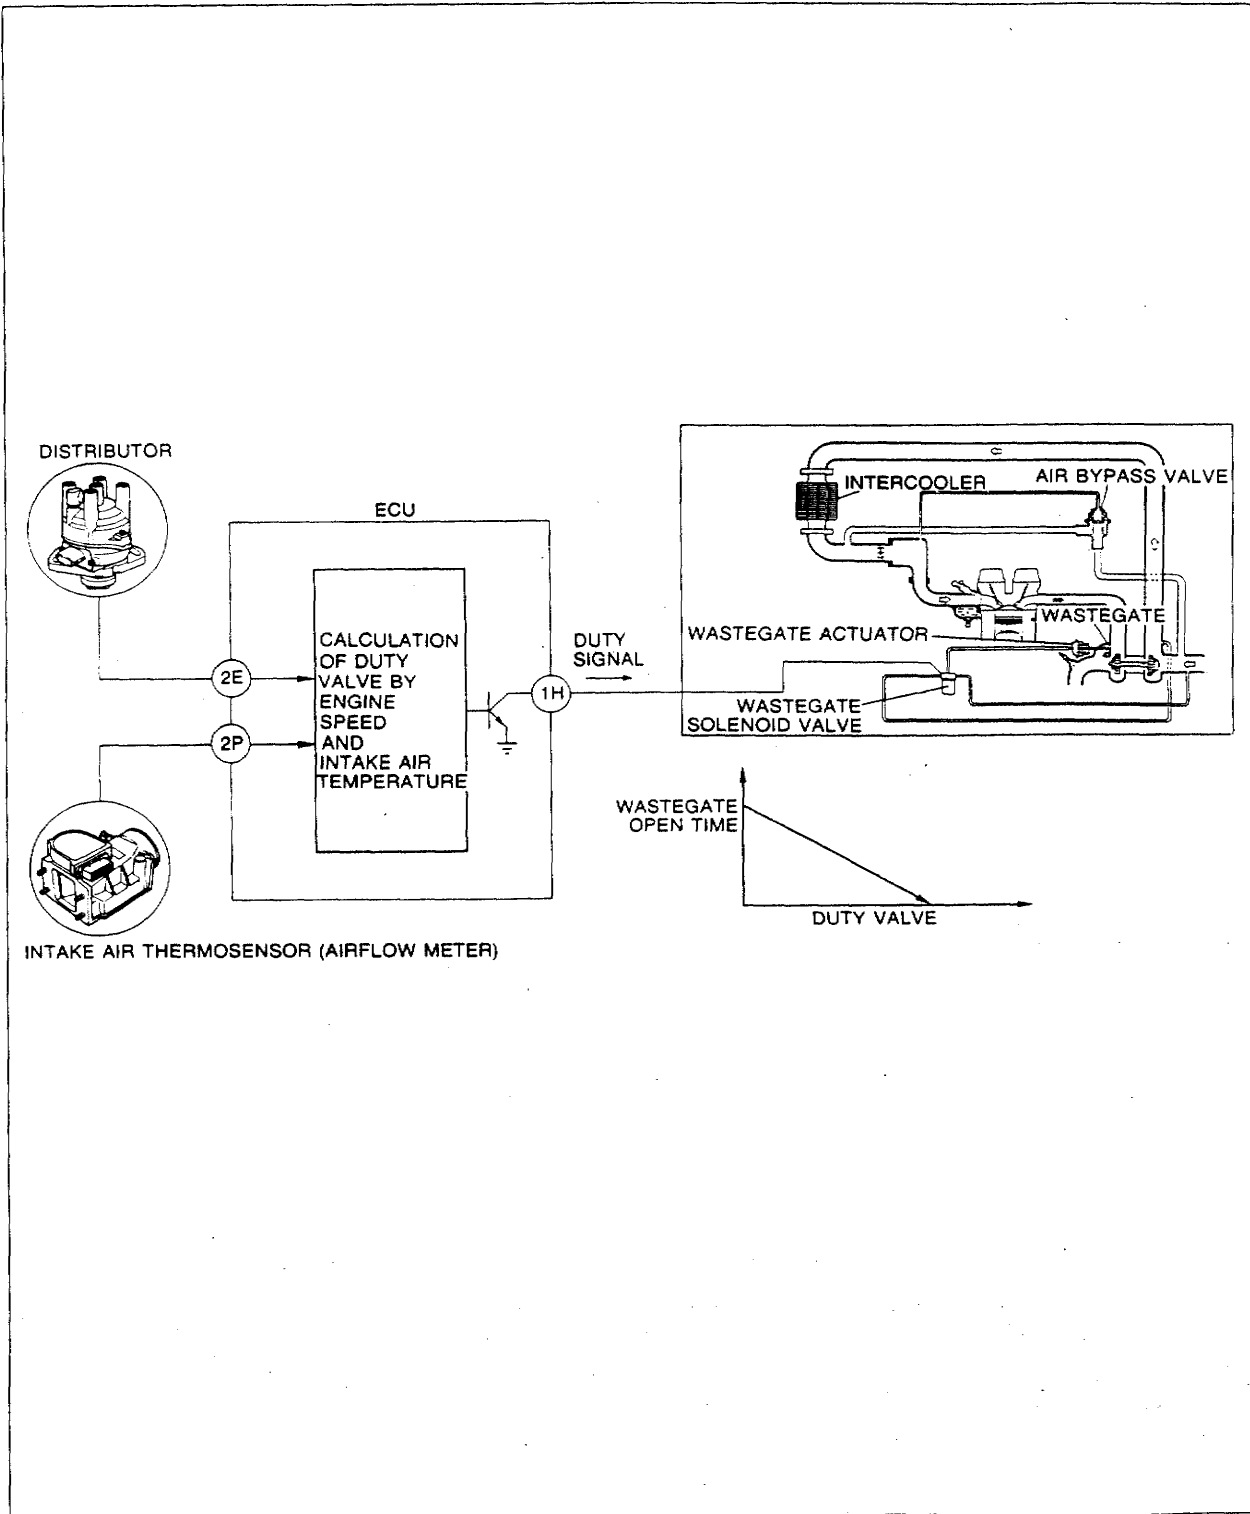 DISTRIBUTOR
ECU
2E
2P
CALCULATION
OF DUTY
VALVE BY
ENGINE
SPEED
AND
INTAKE AIR
TEMPERATURE
1H
DUTY
SIGNAL
INTAKE AIR THERMOSENSOR (AIRFLOW METER)
INTERCOOLER
AIR BYPASS VALVE
WASTEGATE
WASTEGATE ACTUATOR
WASTEGATE
SOLENOID VALVE
WASTEGATE
OPEN TIME
DUTY VALVE